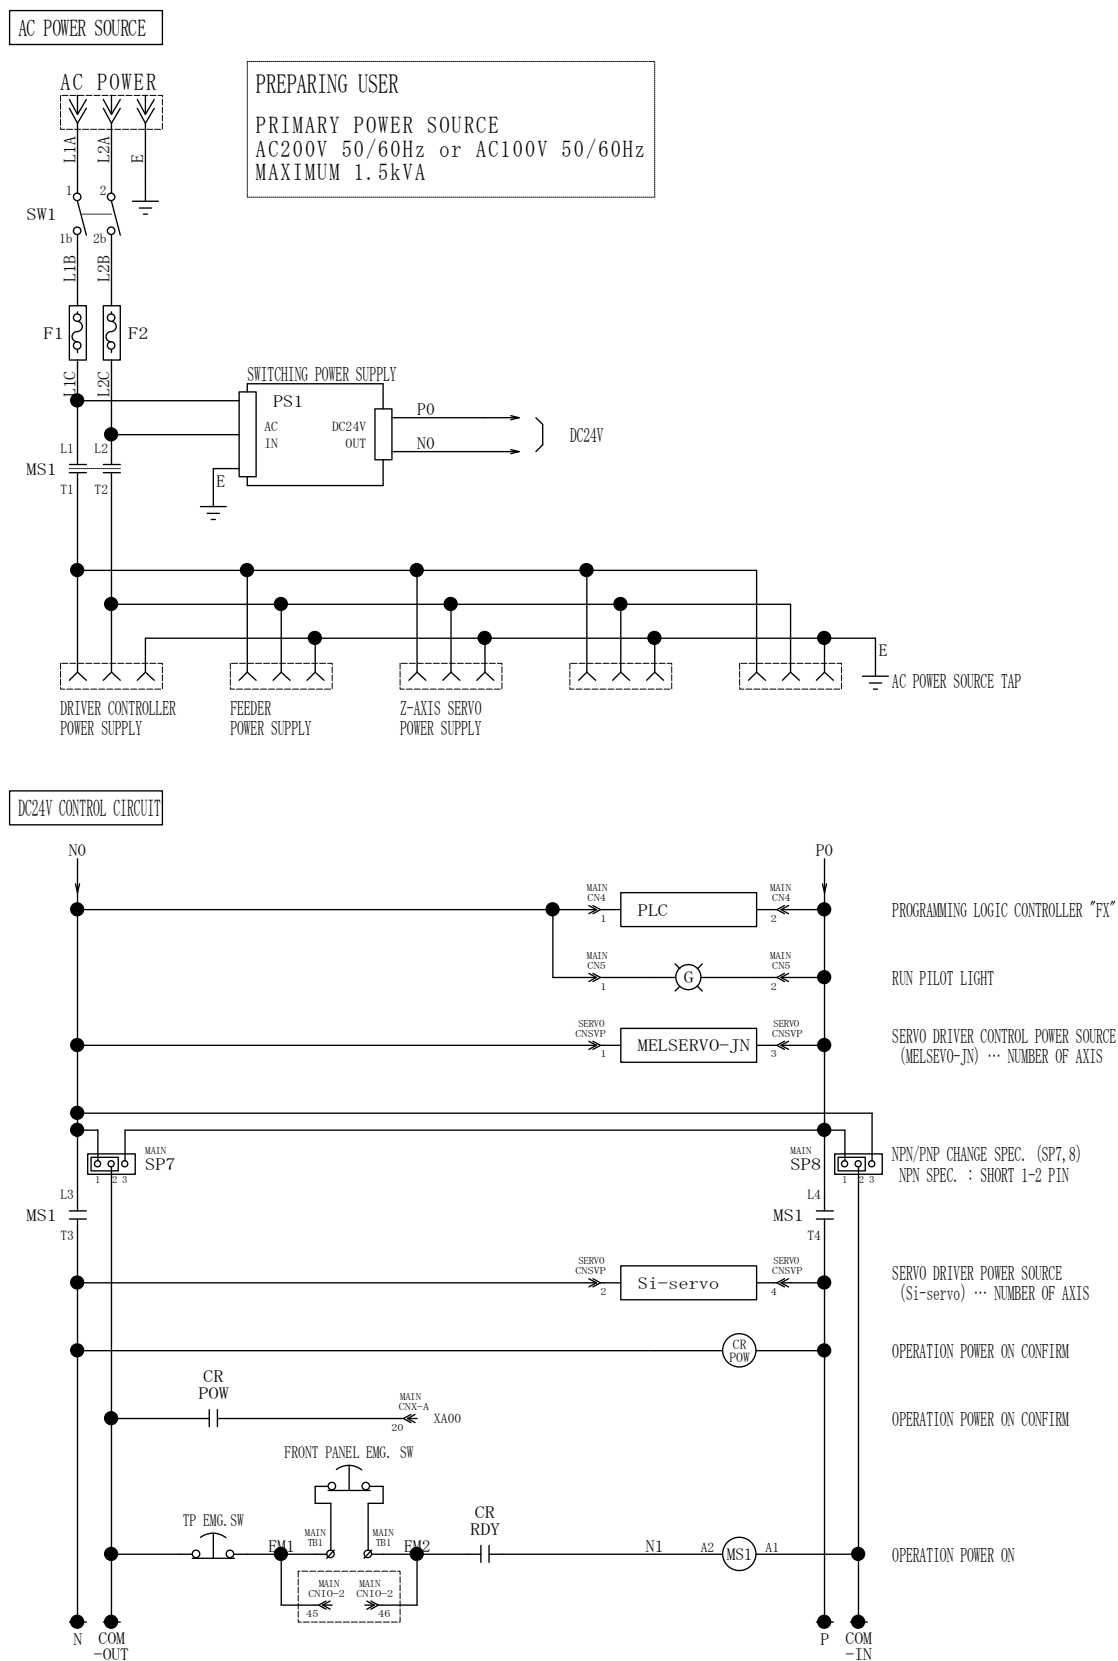 AC POWER SOURCE
AC POWER
PREPARING USER
PRIMARY POWER SOURCE
AC200V 50/60Hz or AC100V 50/60Hz
MAXIMUM 1.5kVA
L1A
L2A
E
1
2
SW1
1b
2b
L1B
L2B
F1
F2
L1C
L2C
SWITCHING POWER SUPPLY
PS1
AC
IN
DC24V
OUT
P0
N0
DC24V
E
L1
L2
MS1
T1
T2
E
AC POWER SOURCE TAP
DRIVER CONTROLLER
POWER SUPPLY
FEEDER
POWER SUPPLY
Z-AXIS SERVO
POWER SUPPLY
DC24V CONTROL CIRCUIT
N0
P0
MAIN
CN4
1
PLC
MAIN
CN4
2
PROGRAMMING LOGIC CONTROLLER "FX"
MAIN
CN5
1
G
MAIN
CN5
2
RUN PILOT LIGHT
SERVO
CNSVP
1
MELSERVO-JN
SERVO
CNSVP
3
SERVO DRIVER CONTROL POWER SOURCE
(MELSEVO-JN) ··· NUMBER OF AXIS
MAIN
SP7
1 2 3
MAIN
SP8
1 2 3
NPN/PNP CHANGE SPEC. (SP7,8)
NPN SPEC. : SHORT 1-2 PIN
L3
MS1
T3
L4
MS1
T4
SERVO
CNSVP
2
Si-servo
SERVO
CNSVP
4
SERVO DRIVER POWER SOURCE
(Si-servo) ··· NUMBER OF AXIS
CR
POW
OPERATION POWER ON CONFIRM
CR
POW
MAIN
CNX-A
20
XA00
OPERATION POWER ON CONFIRM
FRONT PANEL EMG. SW
TP EMG.SW
EM1
MAIN
TB1
MAIN
TB1
EM2
CR
RDY
N1
A2
MS1
A1
OPERATION POWER ON
MAIN
CNIO-2
45
MAIN
CNIO-2
46
N
COM
-OUT
P
COM
-IN